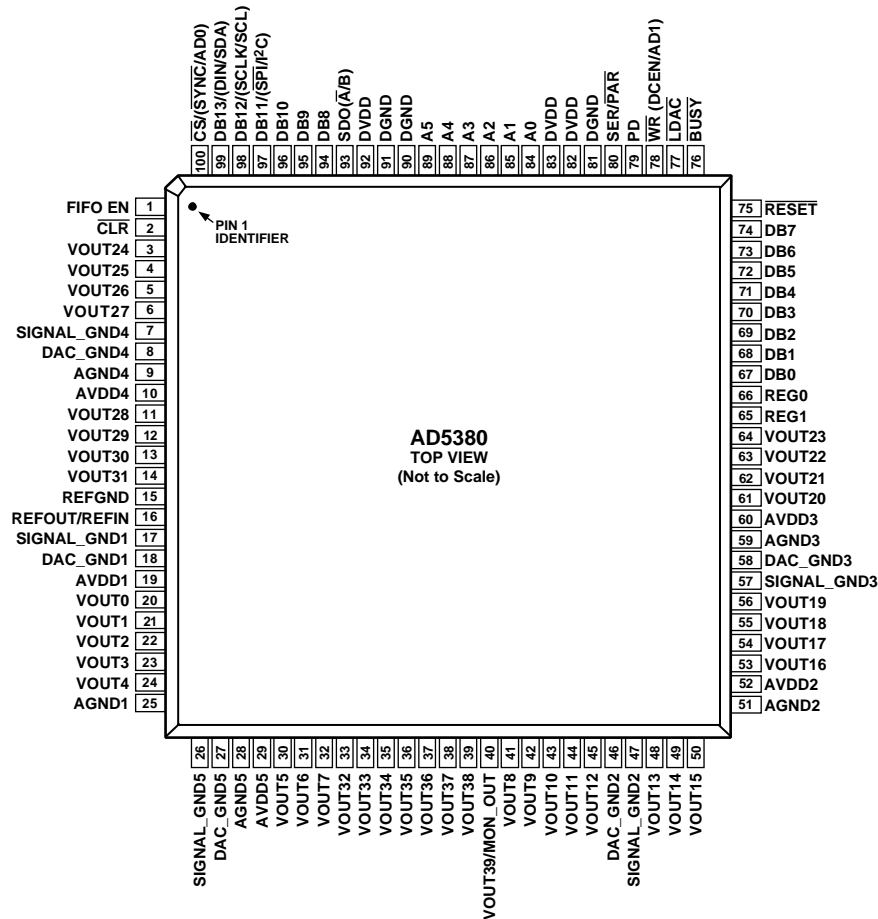 CS/(SYNC/AD0)
DB13/(DIN/SDA)
DB12/(SCLK/SCL)
DB11/(SPI/I²C)
DB10
DB9
DB8
SDO(A/B)
DVDD
DGND
DGND
A5
A4
A3
A2
A1
A0
DVDD
DVDD
DGND
SER/PAR
PD
WR (DCEN/AD1)
LDAC
BUSY
100
99
98
97
96
95
94
93
92
91
90
89
88
87
86
85
84
83
82
81
80
79
78
77
76
FIFO EN 1
CLR 2
VOUT24 3
VOUT25 4
VOUT26 5
VOUT27 6
SIGNAL_GND4 7
DAC_GND4 8
AGND4 9
AVDD4 10
VOUT28 11
VOUT29 12
VOUT30 13
VOUT31 14
REFGND 15
REFOUT/REFIN 16
SIGNAL_GND1 17
DAC_GND1 18
AVDD1 19
VOUT0 20
VOUT1 21
VOUT2 22
VOUT3 23
VOUT4 24
AGND1 25
PIN 1
IDENTIFIER
AD5380
TOP VIEW
(Not to Scale)
75 RESET
74 DB7
73 DB6
72 DB5
71 DB4
70 DB3
69 DB2
68 DB1
67 DB0
66 REG0
65 REG1
64 VOUT23
63 VOUT22
62 VOUT21
61 VOUT20
60 AVDD3
59 AGND3
58 DAC_GND3
57 SIGNAL_GND3
56 VOUT19
55 VOUT18
54 VOUT17
53 VOUT16
52 AVDD2
51 AGND2
26
27
28
29
30
31
32
33
34
35
36
37
38
39
40
41
42
43
44
45
46
47
48
49
50
SIGNAL_GND5
DAC_GND5
AGND5
AVDD5
VOUT5
VOUT6
VOUT7
VOUT32
VOUT33
VOUT34
VOUT35
VOUT36
VOUT37
VOUT38
VOUT39/MON_OUT
VOUT8
VOUT9
VOUT10
VOUT11
VOUT12
DAC_GND2
SIGNAL_GND2
VOUT13
VOUT14
VOUT15